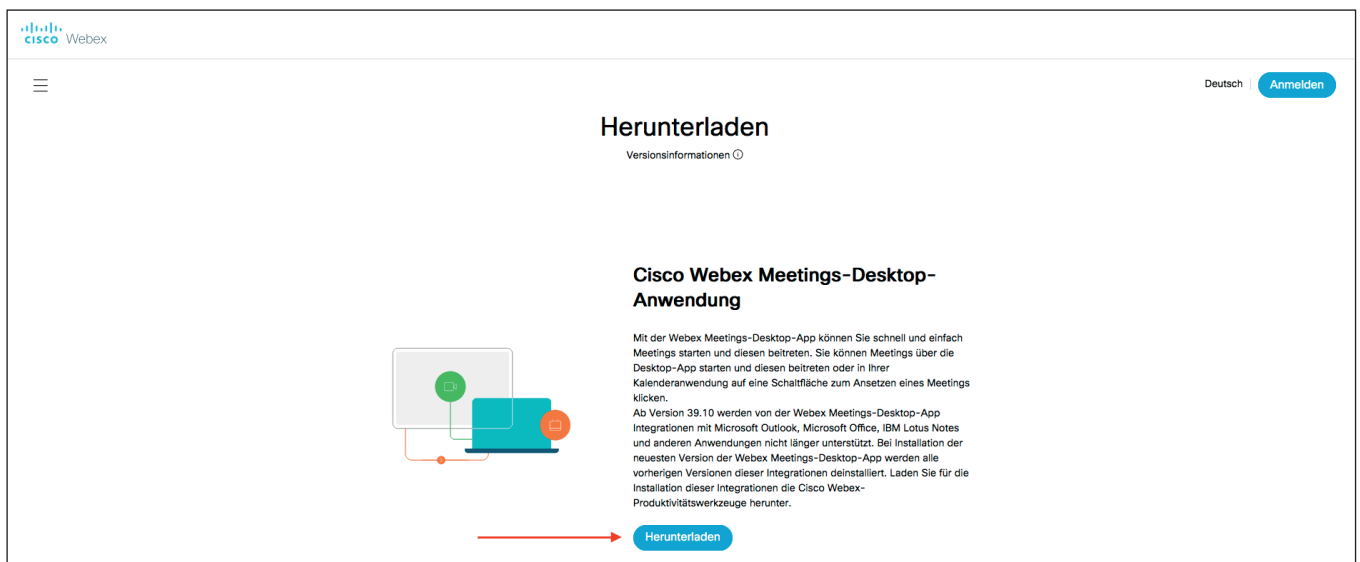 cisco Webex
Deutsch Anmelden
Herunterladen
Versionsinformationen
Cisco Webex Meetings-Desktop-
Anwendung
Mit der Webex Meetings-Desktop-App können Sie schnell und einfach
Meetings starten und diesen beitreten. Sie können Meetings über die
Desktop-App starten und diesen beitreten oder in Ihrer
Kalenderanwendung auf eine Schaltfläche zum Ansetzen eines Meetings
klicken.
Ab Version 39.10 werden von der Webex Meetings-Desktop-App
Integrationen mit Microsoft Outlook, Microsoft Office, IBM Lotus Notes
und anderen Anwendungen nicht länger unterstützt. Bei Installation der
neuesten Version der Webex Meetings-Desktop-App werden alle
vorherigen Versionen dieser Integrationen deinstalliert. Laden Sie für die
Installation dieser Integrationen die Cisco Webex-
Produktivitätswerkzeuge herunter.
Herunterladen